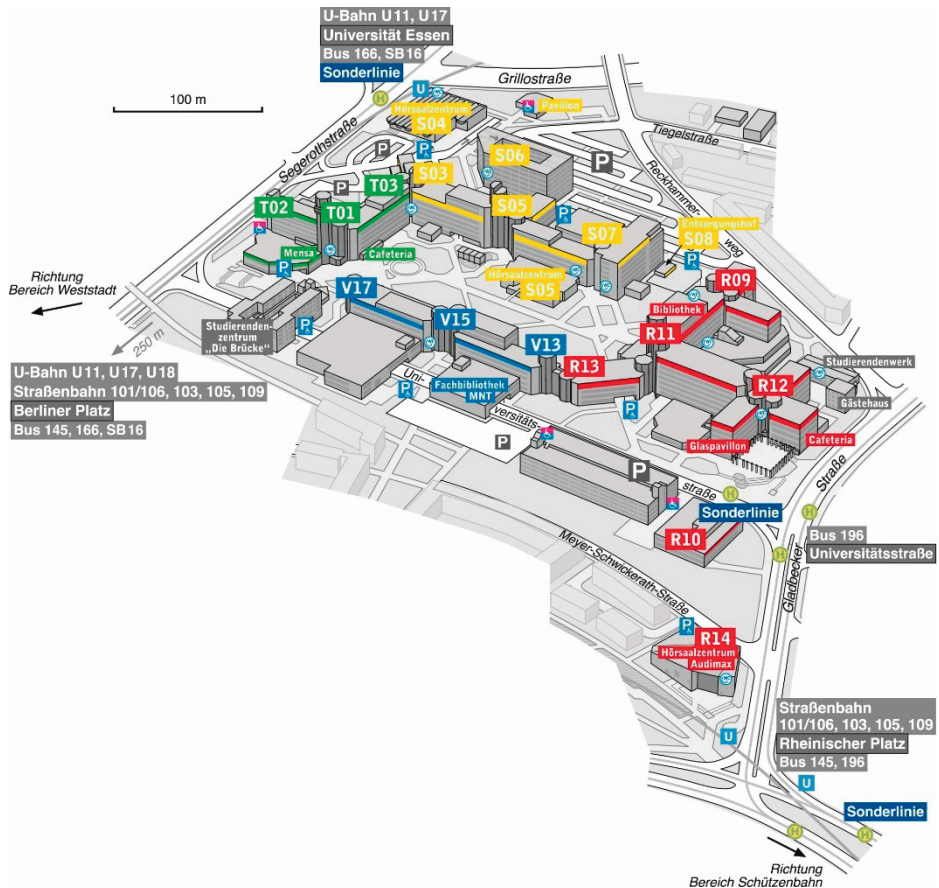 U-Bahn U11, U17
Universität Essen
Bus 166, SB16
Sonderlinie
H
U
Grillostraße
100 m
Hörsaalzentrum
S04
Pavillon
Tiegelstraße
Segerothstraße
P
P
S06
P
Reckhammer-
weg
S03
T03
P
T02
T01
S05
P
S07
Entsorgungshof
S08
P
Mensa
Cafeteria
P
Hörsaalzentrum
S05
R09
Richtung
Bereich Weststadt
V17
Bibliothek
Studierenden-
zentrum
„Die Brücke“
P
V15
R11
250 m
V13
R13
Studierendenwerk
U-Bahn U11, U17, U18
Straßenbahn 101/106, 103, 105, 109
Berliner Platz
Bus 145, 166, SB16
Uni-
versitäts-
straße
P
Fachbibliothek
MNT
R12
Gästehaus
P
Glaspavillon
Cafeteria
P
P
H
Sonderlinie
H
Straße
Gladbecker
R10
Bus 196
Universitätsstraße
H
Meyer-Schwickerath-Straße
P
R14
Hörsaalzentrum
Audimax
Straßenbahn
101/106, 103, 105, 109
Rheinischer Platz
Bus 145, 196
U
U
Sonderlinie
H
H
Richtung
Bereich Schützenbahn